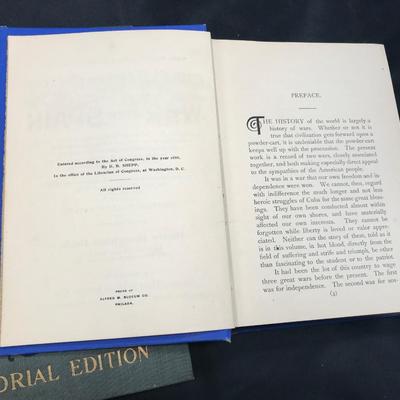 Entered according to the Act of Congress, in the year 1898,
By D. B. SHEPP,
In the office of the Librarian of Congress, at Washington, D. C.
All rights reserved
PRESS OF
ALFRED M. SLOCUM CO.
PHILADA.
PREFACE.
THE HISTORY of the world is largely a
history of wars. Whether or not it is
true that civilization gets forward upon a
powder-cart, it is undeniable that the powder-cart
keeps well up with the procession. The present
work is a record of two wars, closely associated
together, and both making especially direct appeal
to the sympathies of the American people.
It was in a war that our own freedom and in-
dependence were won. We cannot, then, regard
with indifference the much longer and not less
heroic struggles of Cuba for the same great bless-
ings. They have been conducted almost within
sight of our own shores, and have materially
affected our own interests. They cannot be
forgotten while liberty is loved or valor appre-
ciated. Neither can the story of them, told as it
is in this volume, in hot blood, directly from the
field of suffering and strife and triumph, be other
than fascinating to the student or the patriot.
It had been the lot of this country to wage
three great wars before the present. The first
was for independence. The second was for non-
(3)
ORIAL EDITION